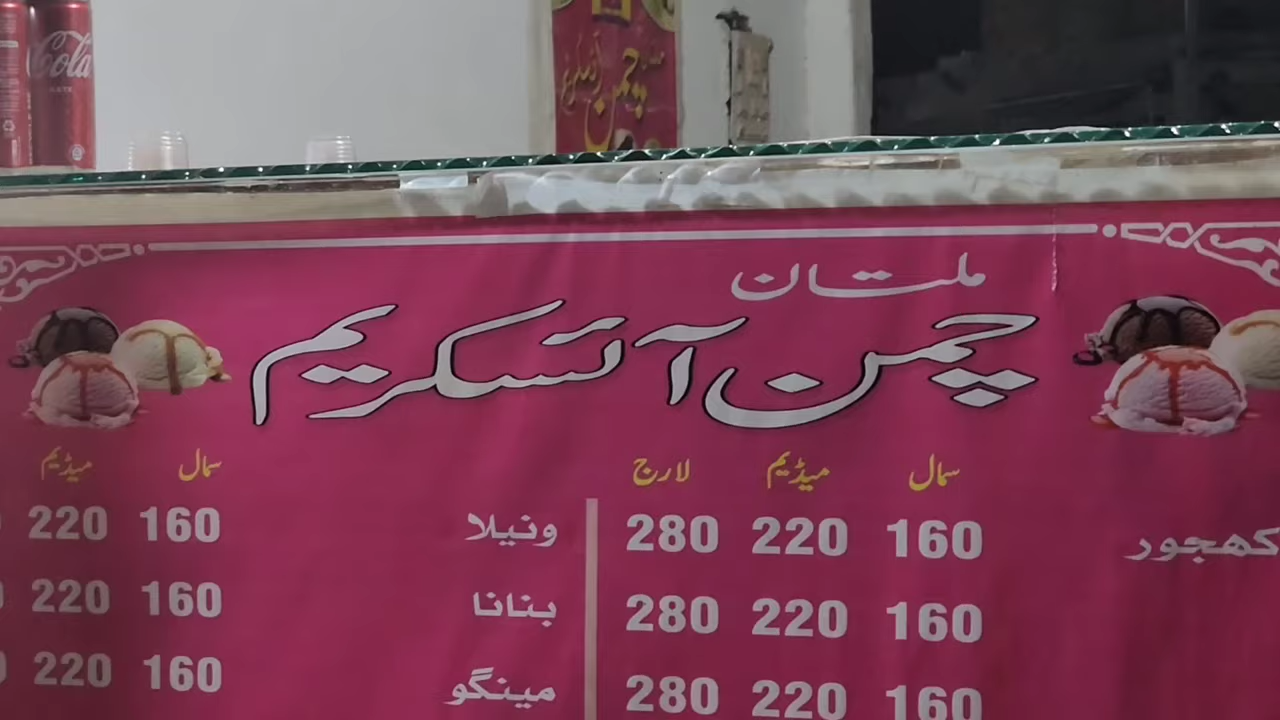 Cola
چمن
ملتان
چمن آئسکریم
سمال میڈیم لارج
سمال میڈیم
کھجور
160 220 280
ونیلا
160 220
160 220 280
بنانا
160 220
160 220 280
مینگو
160 220